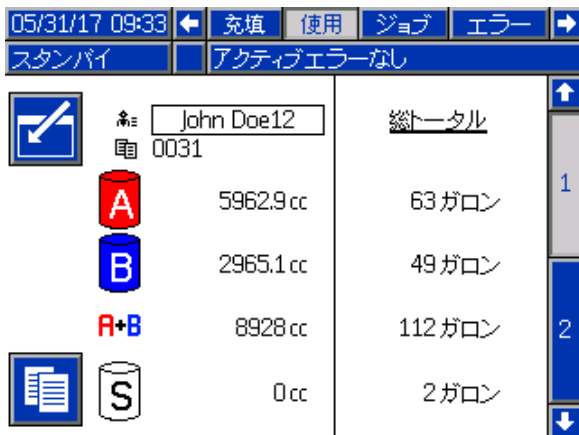 05/31/17 09:33 充填 使用 ジョブ エラー
スタンバイ アクティブエラーなし
John Doe12 総トータル
0031
A 5962.9 cc 63 ガロン
B 2965.1 cc 49 ガロン
A+B 8928 cc 112 ガロン
S 0 cc 2 ガロン
1
2